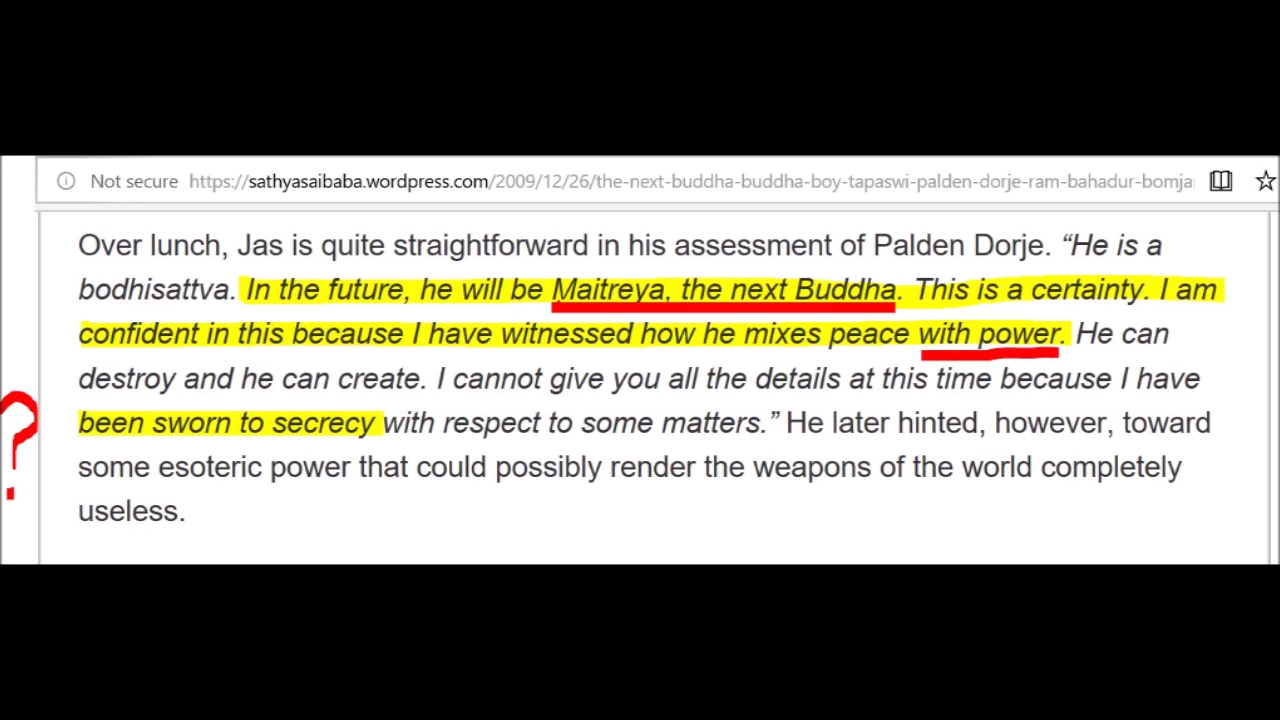 Not secure https://sathyasaibaba.wordpress.com/2009/12/26/the-next-buddha-buddha-boy-tapaswi-palden-dorje-ram-bahadur-bomja
Over lunch, Jas is quite straightforward in his assessment of Palden Dorje. “He is a
bodhisattva. In the future, he will be Maitreya, the next Buddha. This is a certainty. I am
confident in this because I have witnessed how he mixes peace with power. He can
destroy and he can create. I cannot give you all the details at this time because I have
?
been sworn to secrecy with respect to some matters.” He later hinted, however, toward
some esoteric power that could possibly render the weapons of the world completely
useless.